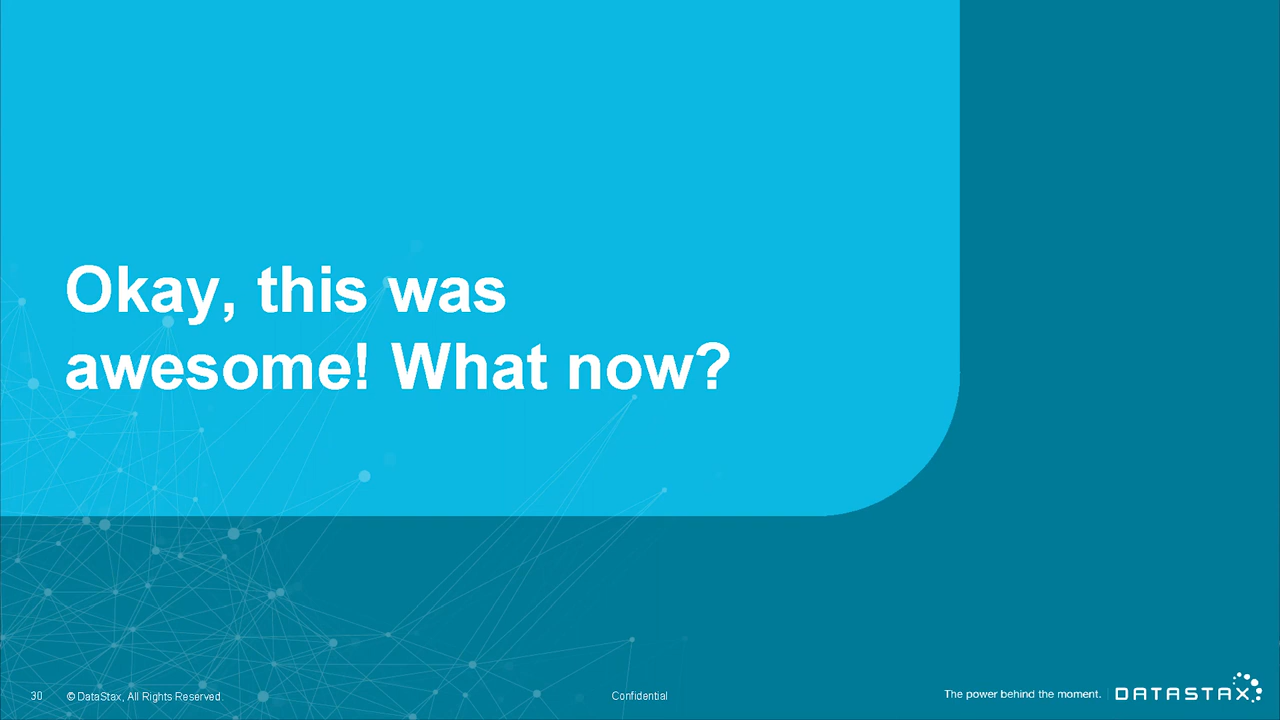 Okay, this was
awesome! What now?
30 © DataStax, All Rights Reserved. Confidential The power behind the moment. DATASTAX